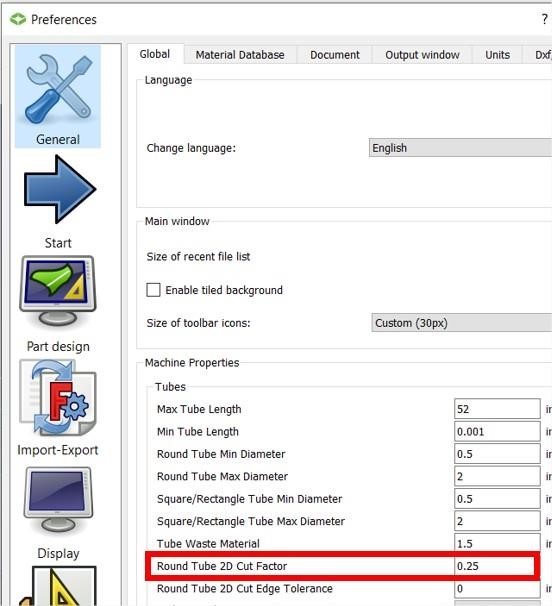 Preferences
?
Global Material Database Document Output window Units Dxf,
General
Start
Part design
Import-Export
Display
Language
Change language: English
Main window
Size of recent file list
Enable tiled background
Size of toolbar icons: Custom (30px)
Machine Properties
Tubes
Max Tube Length 52 in
Min Tube Length 0.001 in
Round Tube Min Diameter 0.5 in
Round Tube Max Diameter 2 in
Square/Rectangle Tube Min Diameter 0.5 in
Square/Rectangle Tube Max Diameter 2 in
Tube Waste Material 1.5 in
Round Tube 2D Cut Factor 0.25
Round Tube 2D Cut Edge Tolerance 0 in